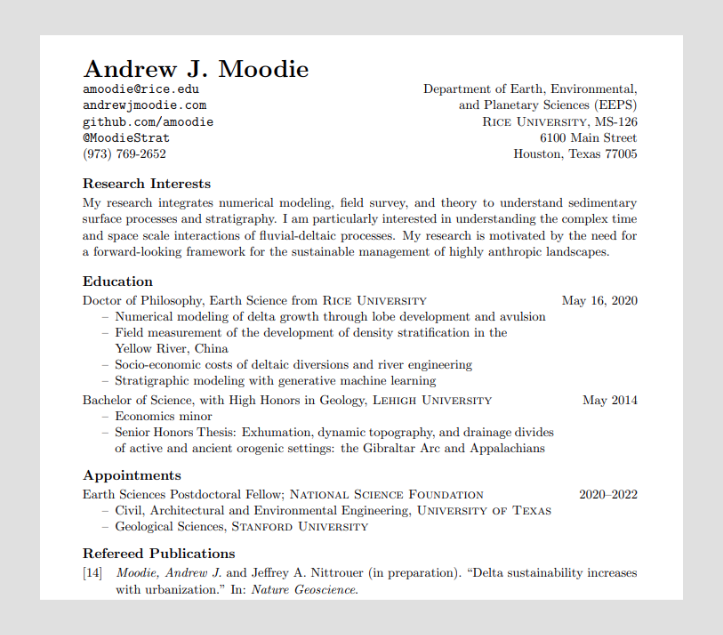 Andrew J. Moodie
amoodie@rice.edu
andrewjmoodie.com
github.com/amoodie
@MoodieStrat
(973) 769-2652
Department of Earth, Environmental,
and Planetary Sciences (EEPS)
Rice University, MS-126
6100 Main Street
Houston, Texas 77005
Research Interests
My research integrates numerical modeling, field survey, and theory to understand sedimentary
surface processes and stratigraphy. I am particularly interested in understanding the complex time
and space scale interactions of fluvial-deltaic processes. My research is motivated by the need for
a forward-looking framework for the sustainable management of highly anthropic landscapes.
Education
Doctor of Philosophy, Earth Science from Rice University May 16, 2020
– Numerical modeling of delta growth through lobe development and avulsion
– Field measurement of the development of density stratification in the
Yellow River, China
– Socio-economic costs of deltaic diversions and river engineering
– Stratigraphic modeling with generative machine learning
Bachelor of Science, with High Honors in Geology, Lehigh University May 2014
– Economics minor
– Senior Honors Thesis: Exhumation, dynamic topography, and drainage divides
of active and ancient orogenic settings: the Gibraltar Arc and Appalachians
Appointments
Earth Sciences Postdoctoral Fellow; National Science Foundation 2020–2022
– Civil, Architectural and Environmental Engineering, University of Texas
– Geological Sciences, Stanford University
Refereed Publications
[14] Moodie, Andrew J. and Jeffrey A. Nittrouer (in preparation). “Delta sustainability increases
with urbanization.” In: Nature Geoscience.